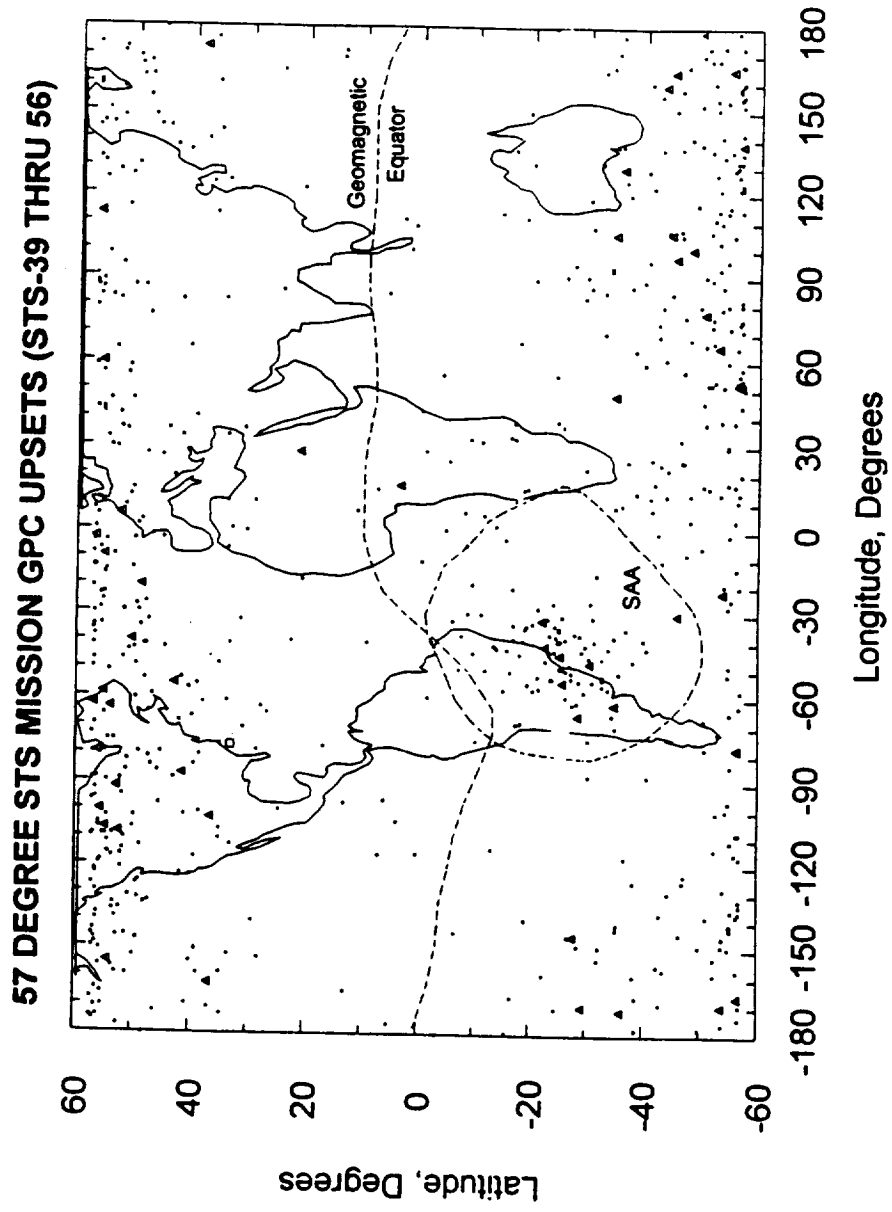 57 DEGREE STS MISSION GPC UPSETS (STS-39 THRU 56)
60
40
20
0
-20
-40
-60
Latitude, Degrees
Geomagnetic
Equator
SAA
-180 -150 -120 -90 -60 -30 0 30 60 90 120 150 180
Longitude, Degrees